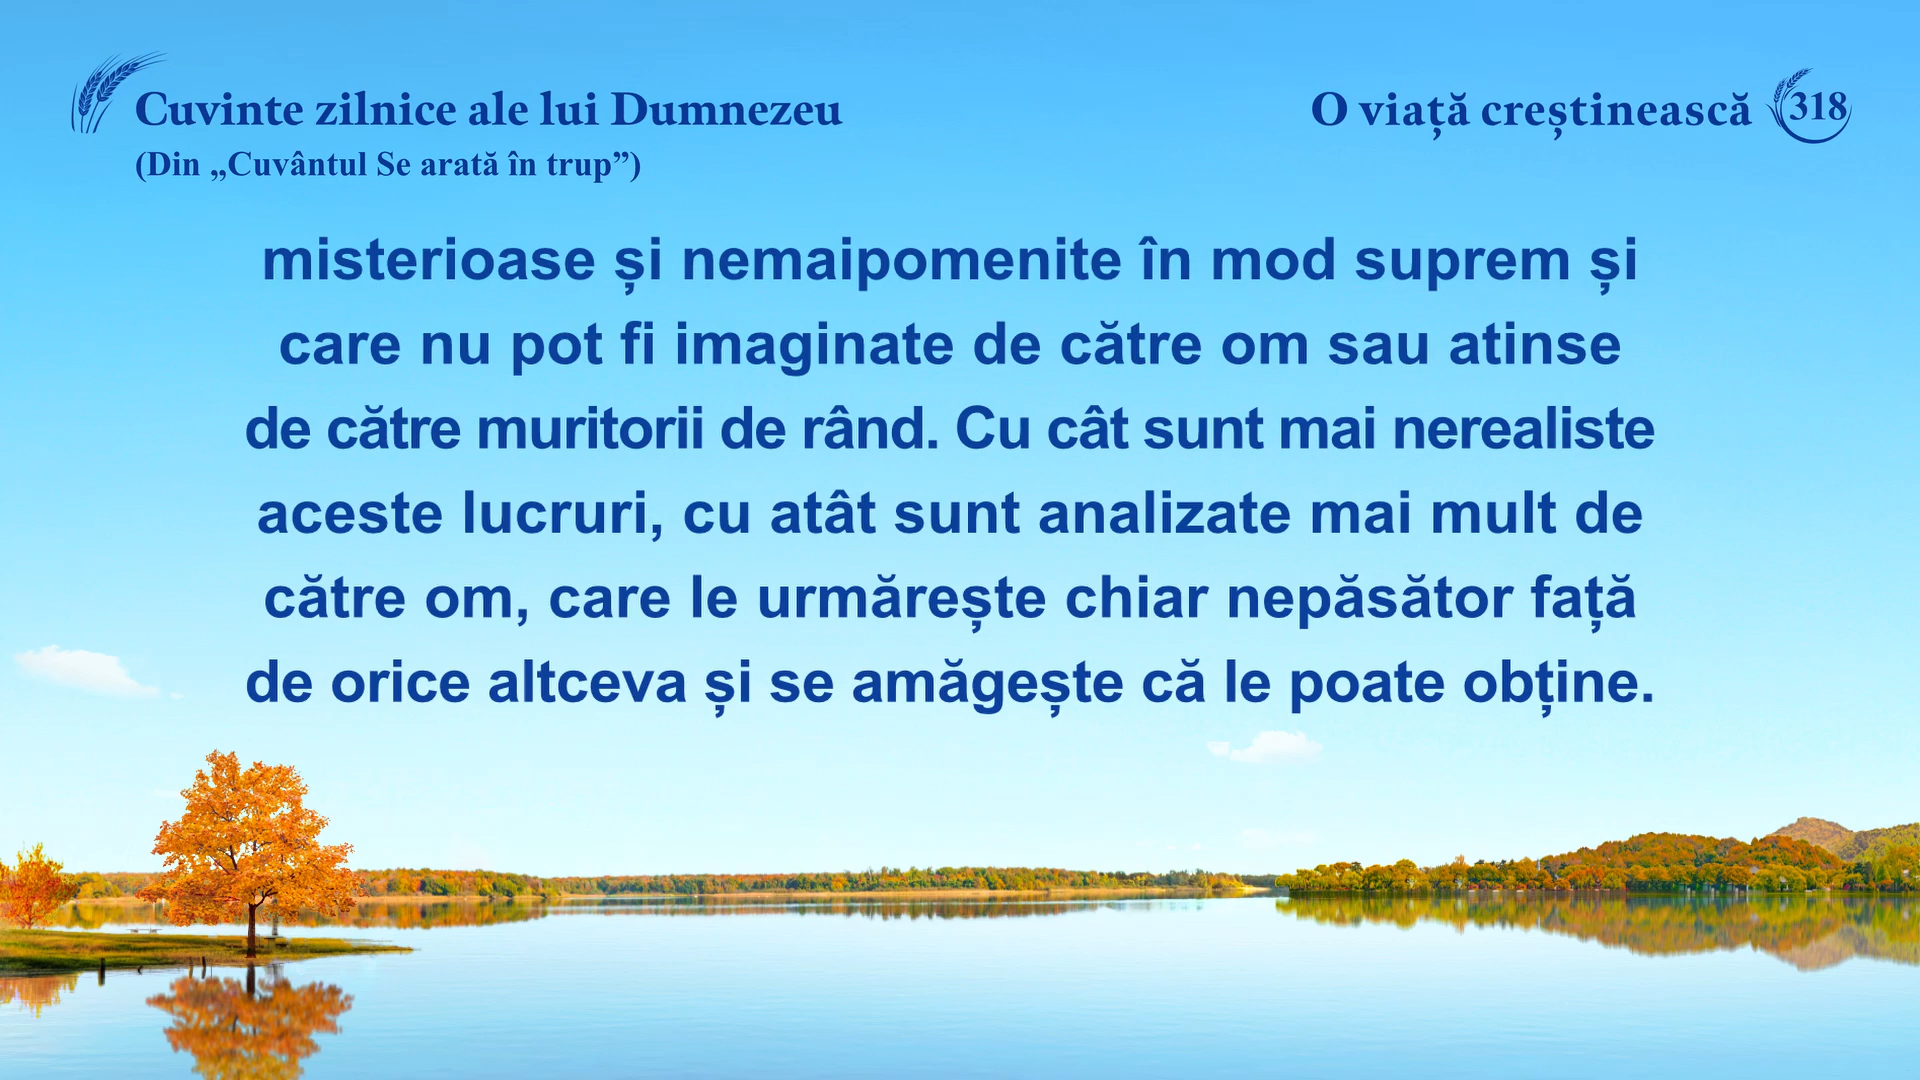 Cuvinte zilnice ale lui Dumnezeu
(Din „Cuvântul Se arată în trup”)
O viață creștinească 318
misterioase și nemaipomenite în mod suprem și
care nu pot fi imaginate de către om sau atinse
de către muritorii de rând. Cu cât sunt mai nerealiste
aceste lucruri, cu atât sunt analizate mai mult de
către om, care le urmărește chiar nepăsător față
de orice altceva și se amăgește că le poate obține.